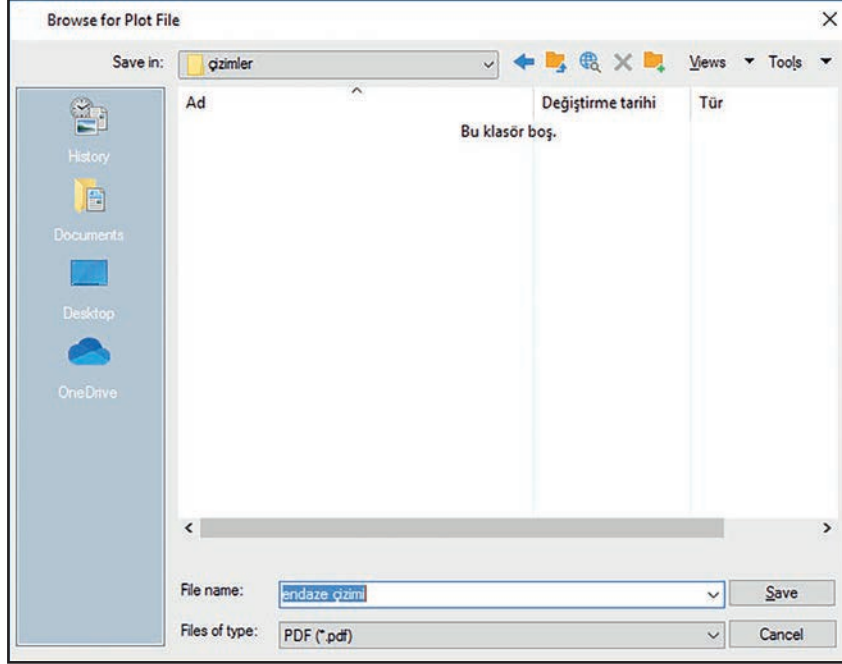 Browse for Plot File
Save in: çizimler Views Tools
Ad Değiştirme tarihi Tür
Bu klasör boş.
History
Documents
Desktop
OneDrive
File name: endaze çizimi Save
Files of type: PDF (*.pdf) Cancel